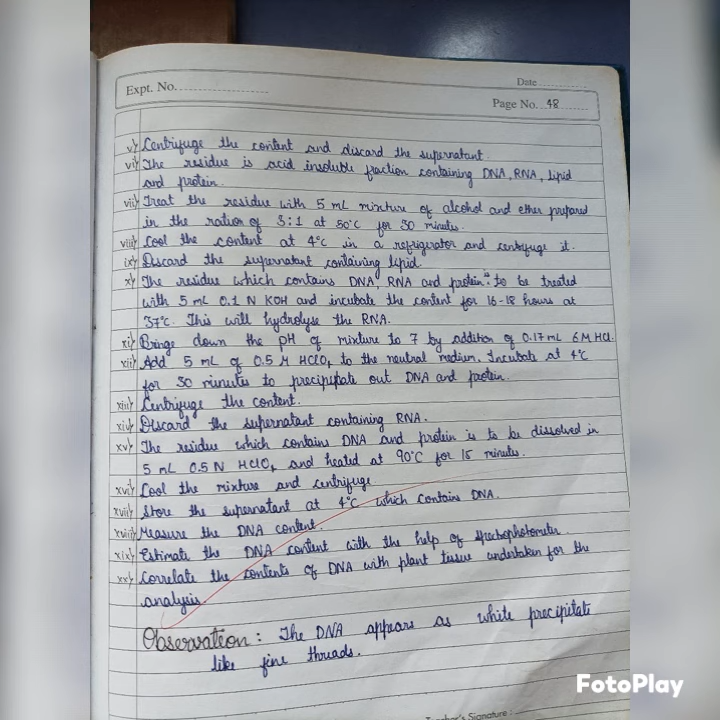 Expt. No.
Date
Page No. 48
v) Centrifuge the content and discard the supernatant.
vi) The residue is acid insoluble fraction containing DNA, RNA, lipid
and protein.
vii) Treat the residue with 5 mL mixture of alcohol and ether prepared
in the ration of 3:1 at 50°C for 30 minutes.
viii) Cool the content at 4°C in a refrigerator and centrifuge it.
ix) Discard the supernatant containing lipid.
x) The residue which contains DNA, RNA and protein is to be treated
with 5 mL 0.1 N KOH and incubate the content for 16-18 hours at
37°C. This will hydrolyse the RNA.
xi) Bringe down the pH of mixture to 7 by addition of 0.17 mL 6M HCl.
xii) Add 5 mL of 0.5 M HClO4 to the neutral medium. Incubate at 4°C
for 30 minutes to precipitate out DNA and protein.
xiii) Centrifuge the content.
xiv) Discard the supernatant containing RNA.
xv) The residue which contains DNA and protein is to be dissolved in
5 mL 0.5 N HClO4 and heated at 90°C for 15 minutes.
xvi) Cool the mixture and centrifuge
xvii) Store the supernatant at 4°C which contains DNA.
xviii) Measure the DNA content.
xix) Estimate the DNA content with the help of spectrophotometer.
xx) Correlate the contents of DNA with plant tissue undertaken for the
analysis
Observation : The DNA appears as white precipitate
like fine threads.
Teacher's Signature :
FotoPlay